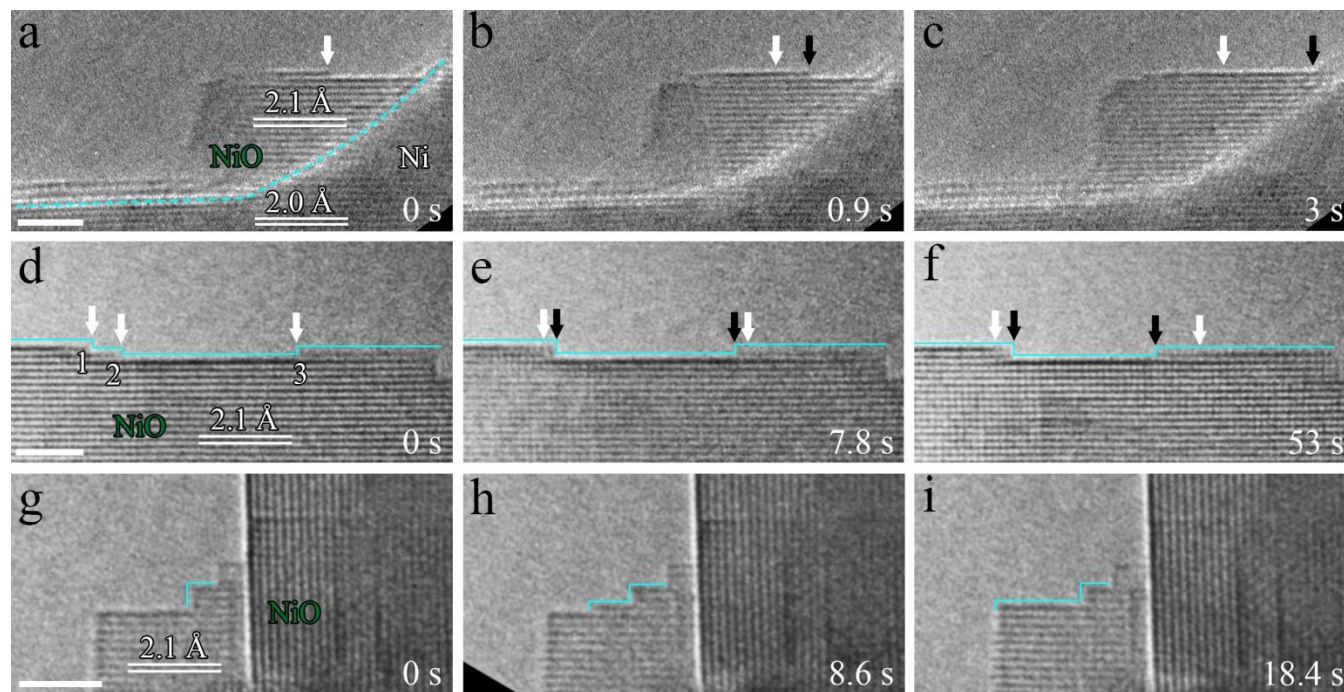 a
2.1 Å
NiO
Ni
2.0 Å
0 s
b
0.9 s
c
3 s
d
1
2
3
NiO
2.1 Å
0 s
e
7.8 s
f
53 s
g
NiO
2.1 Å
0 s
h
8.6 s
i
18.4 s